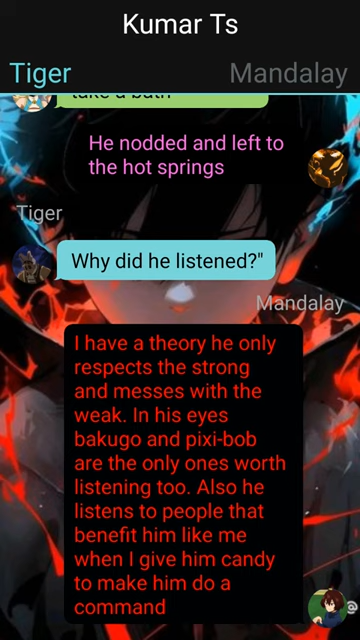 Kumar Ts
Tiger Mandalay
take a bath
He nodded and left to
the hot springs
Tiger
Why did he listened?"
Mandalay
I have a theory he only
respects the strong
and messes with the
weak. In his eyes
bakugo and pixi-bob
are the only ones worth
listening too. Also he
listens to people that
benefit him like me
when I give him candy
to make him do a
command
@